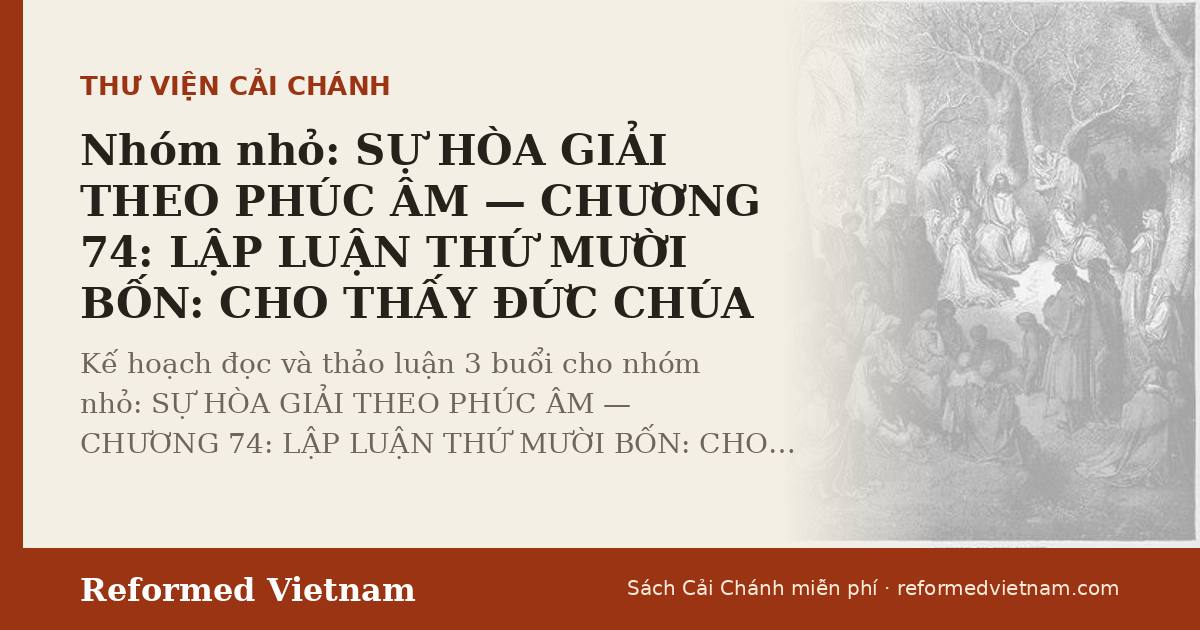 THƯ VIỆN CẢI CHÁNH
Nhóm nhỏ: SỰ HÒA GIẢI
THEO PHÚC ÂM — CHƯƠNG
74: LẬP LUẬN THỨ MƯỜI
BỐN: CHO THẤY ĐỨC CHÚA
Kế hoạch đọc và thảo luận 3 buổi cho nhóm
nhỏ: SỰ HÒA GIẢI THEO PHÚC ÂM —
CHƯƠNG 74: LẬP LUẬN THỨ MƯỜI BỐN: CHO...
Reformed Vietnam
Sách Cải Chánh miễn phí · reformedvietnam.com